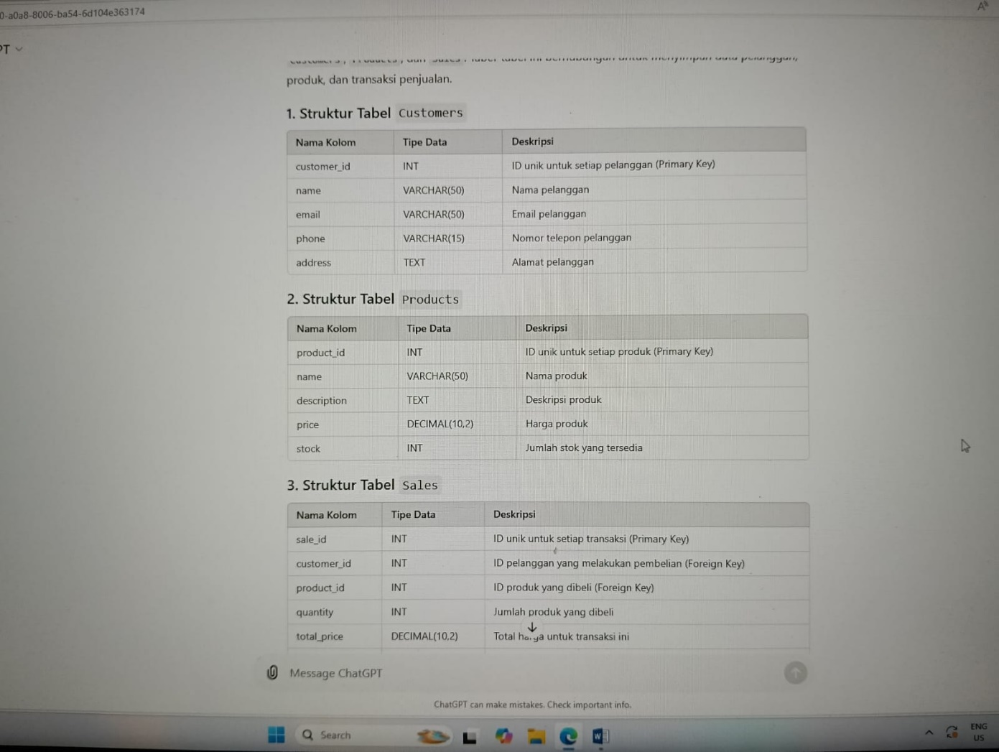 0-a0a8-8006-ba54-6d104e363174
PT
produk, dan transaksi penjualan.
1. Struktur Tabel Customers
Nama Kolom Tipe Data Deskripsi
customer_id INT ID unik untuk setiap pelanggan (Primary Key)
name VARCHAR(50) Nama pelanggan
email VARCHAR(50) Email pelanggan
phone VARCHAR(15) Nomor telepon pelanggan
address TEXT Alamat pelanggan
2. Struktur Tabel Products
Nama Kolom Tipe Data Deskripsi
product_id INT ID unik untuk setiap produk (Primary Key)
name VARCHAR(50) Nama produk
description TEXT Deskripsi produk
price DECIMAL(10,2) Harga produk
stock INT Jumlah stok yang tersedia
3. Struktur Tabel Sales
Nama Kolom Tipe Data Deskripsi
sale_id INT ID unik untuk setiap transaksi (Primary Key)
customer_id INT ID pelanggan yang melakukan pembelian (Foreign Key)
product_id INT ID produk yang dibeli (Foreign Key)
quantity INT Jumlah produk yang dibeli
total_price DECIMAL(10,2) Total harga untuk transaksi ini
Message ChatGPT
ChatGPT can make mistakes. Check important info.
Search
ENG
US